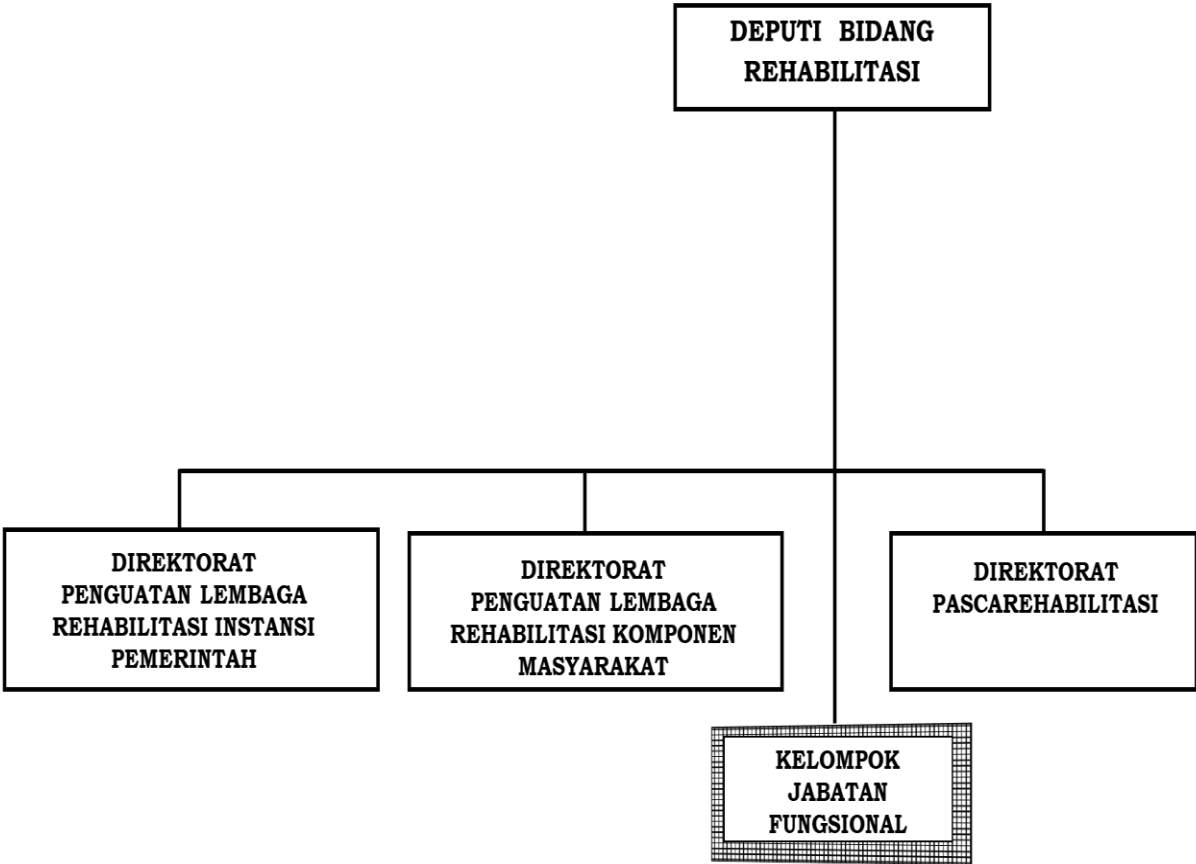 DEPUTI BIDANG
REHABILITASI
DIREKTORAT
PENGUATAN LEMBAGA
REHABILITASI INSTANSI
PEMERINTAH
DIREKTORAT
PENGUATAN LEMBAGA
REHABILITASI KOMPONEN
MASYARAKAT
DIREKTORAT
PASCAREHABILITASI
KELOMPOK
JABATAN
FUNGSIONAL